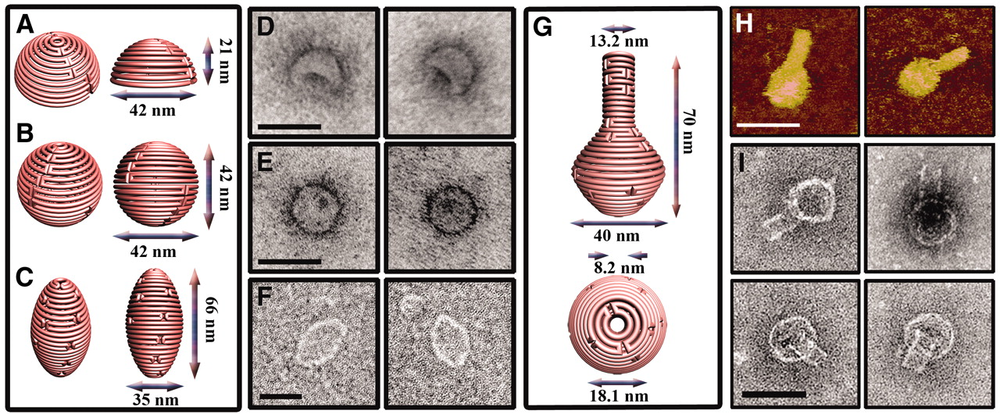 A
21 nm
42 nm
B
42 nm
42 nm
C
66 nm
35 nm
D
E
F
G
13.2 nm
70 nm
40 nm
8.2 nm
18.1 nm
H
I